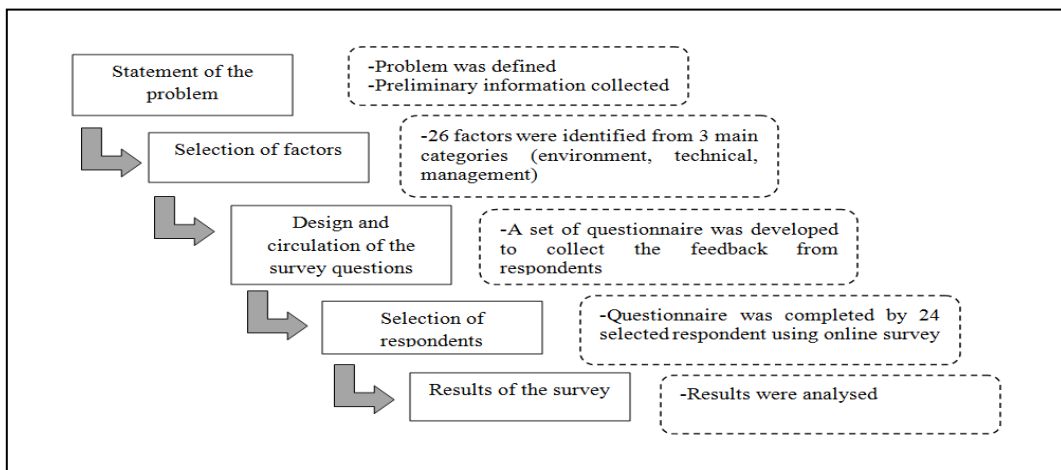 Statement of the
problem
-Problem was defined
-Preliminary information collected
Selection of factors
-26 factors were identified from 3 main
categories (environment, technical,
management)
Design and
circulation of the
survey questions
-A set of questionnaire was developed
to collect the feedback from
respondents
Selection of
respondents
-Questionnaire was completed by 24
selected respondent using online survey
Results of the survey
-Results were analysed